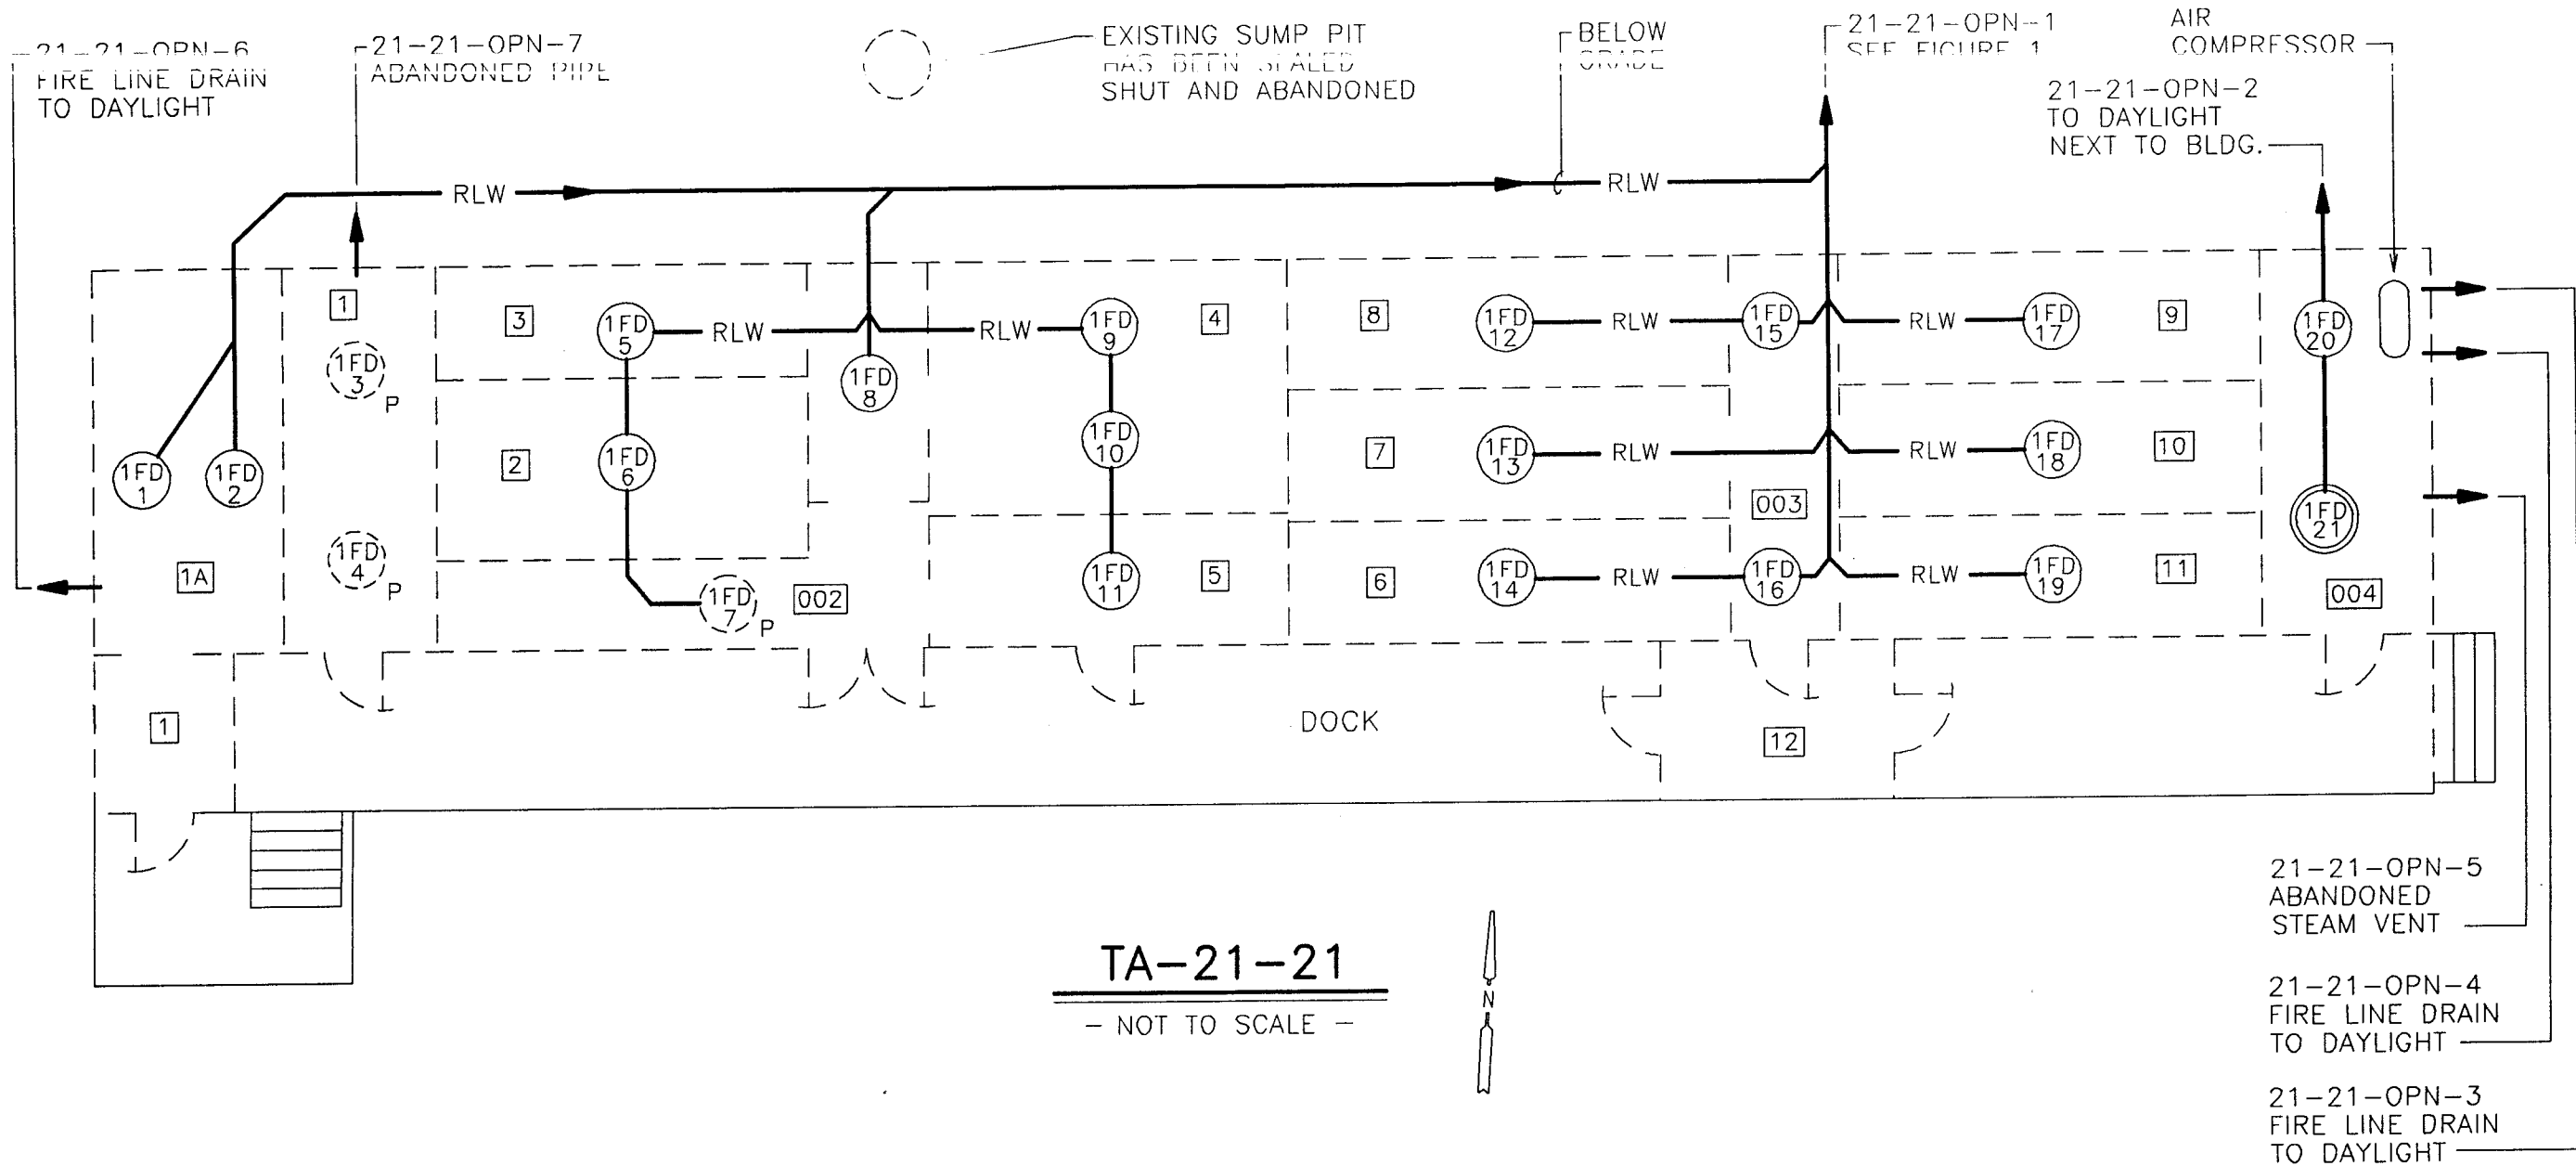 21-21-OPN-6
FIRE LINE DRAIN
TO DAYLIGHT
21-21-OPN-7
ABANDONED PIPE
EXISTING SUMP PIT
HAS BEEN SEALED
SHUT AND ABANDONED
BELOW
GRADE
21-21-OPN-1
SEE FIGURE 1
AIR
COMPRESSOR
21-21-OPN-2
TO DAYLIGHT
NEXT TO BLDG.
RLW
RLW
1
3
1FD
5
RLW
RLW
1FD
9
4
8
1FD
12
RLW
1FD
15
RLW
1FD
17
9
1FD
20
1FD
3
P
1FD
8
1FD
1
1FD
2
2
1FD
6
1FD
10
7
1FD
13
RLW
RLW
1FD
18
10
003
1FD
21
1A
1FD
4
P
1FD
7
P
002
1FD
11
5
6
1FD
14
RLW
1FD
16
RLW
1FD
19
11
004
1
DOCK
12
21-21-OPN-5
ABANDONED
STEAM VENT
TA-21-21
- NOT TO SCALE -
N
21-21-OPN-4
FIRE LINE DRAIN
TO DAYLIGHT
21-21-OPN-3
FIRE LINE DRAIN
TO DAYLIGHT